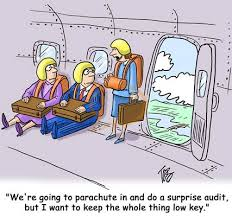 "We're going to parachute in and do a surprise audit,
but I want to keep the whole thing low key."